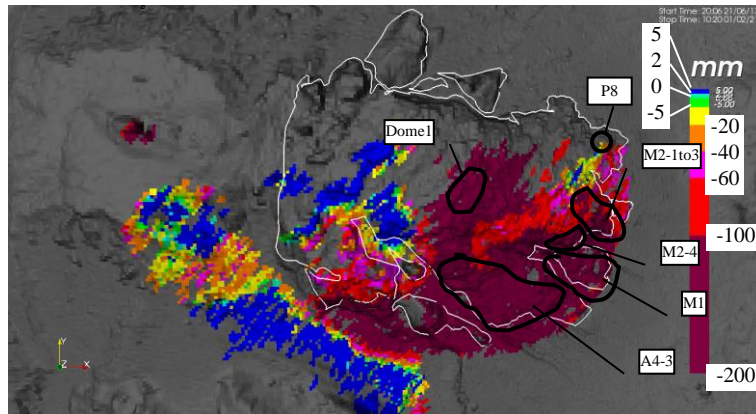 Start Time: 20:06 21/06/1
Stop Time: 10:20 01/02/2
5
2
0
-5
mm
5.00
-5.00
P8
-20
Dome1
-40
M2-1to3
-60
-100
M2-4
M1
A4-3
-200
Y
Z
X